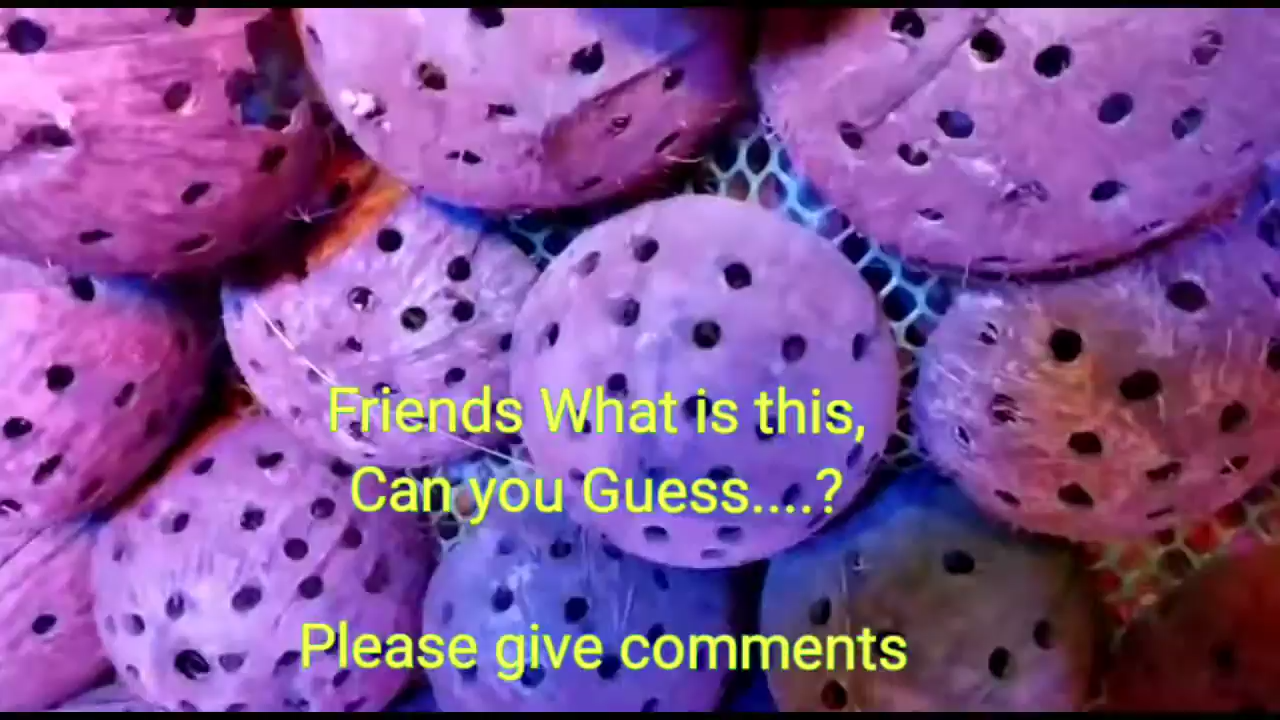 Friends What is this,
Can you Guess....?
Please give comments